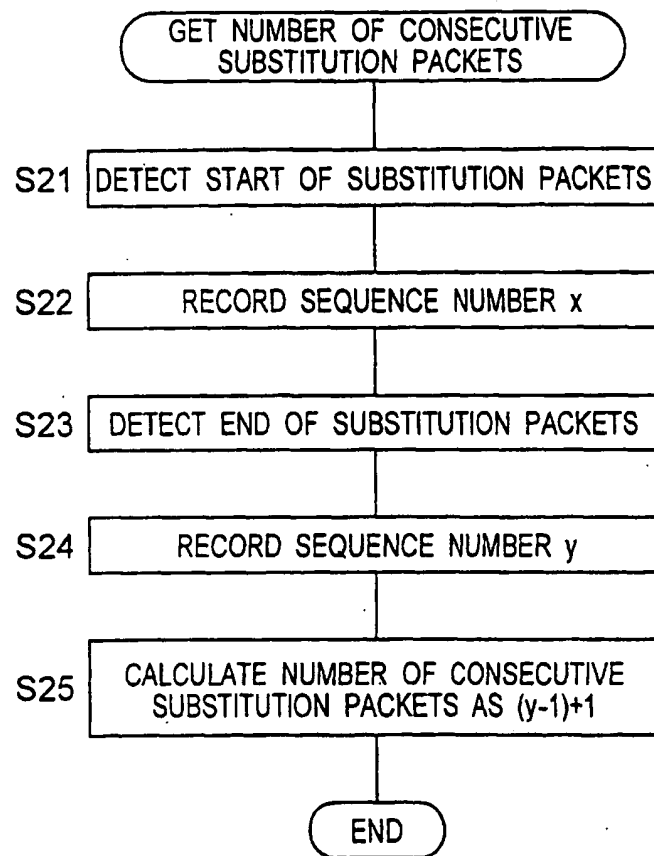 GET NUMBER OF CONSECUTIVE
SUBSTITUTION PACKETS
S21 DETECT START OF SUBSTITUTION PACKETS
S22 RECORD SEQUENCE NUMBER x
S23 DETECT END OF SUBSTITUTION PACKETS
S24 RECORD SEQUENCE NUMBER y
S25 CALCULATE NUMBER OF CONSECUTIVE
SUBSTITUTION PACKETS AS (y-1)+1
END